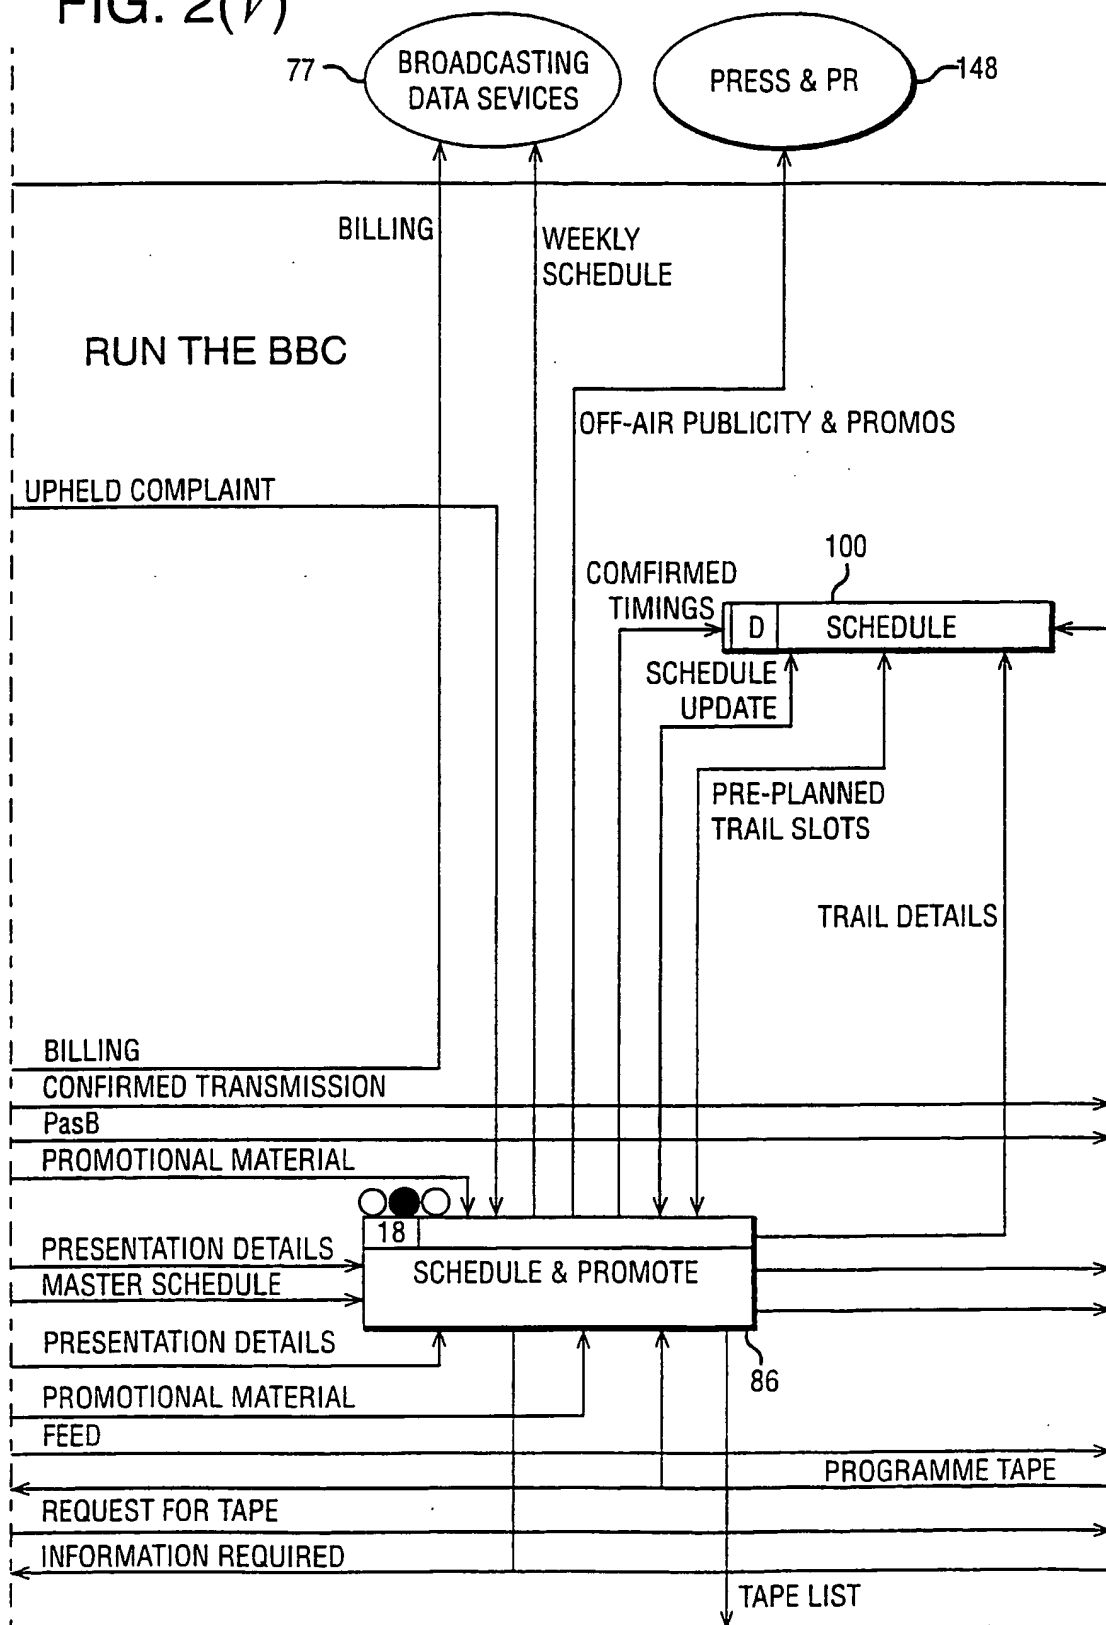 FIG. 2(V)
77
BROADCASTING
DATA SEVICES
PRESS & PR
148
BILLING
WEEKLY
SCHEDULE
RUN THE BBC
OFF-AIR PUBLICITY & PROMOS
UPHELD COMPLAINT
100
COMFIRMED
TIMINGS
D
SCHEDULE
SCHEDULE
UPDATE
PRE-PLANNED
TRAIL SLOTS
TRAIL DETAILS
BILLING
CONFIRMED TRANSMISSION
PasB
PROMOTIONAL MATERIAL
18
PRESENTATION DETAILS
SCHEDULE & PROMOTE
MASTER SCHEDULE
PRESENTATION DETAILS
86
PROMOTIONAL MATERIAL
FEED
PROGRAMME TAPE
REQUEST FOR TAPE
INFORMATION REQUIRED
TAPE LIST